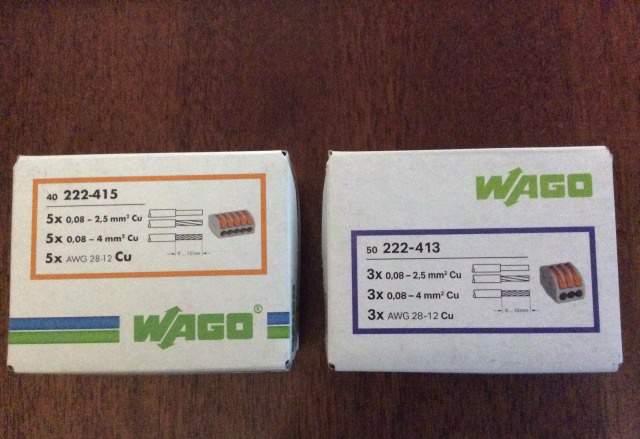 40 222-415
5x 0,08 – 2,5 mm² Cu
5x 0,08 – 4 mm² Cu
5x AWG 28-12 Cu
WAGO®
WAGO
50 222-413
3x 0,08 – 2,5 mm² Cu
3x 0,08 – 4 mm² Cu
3x AWG 28-12 Cu